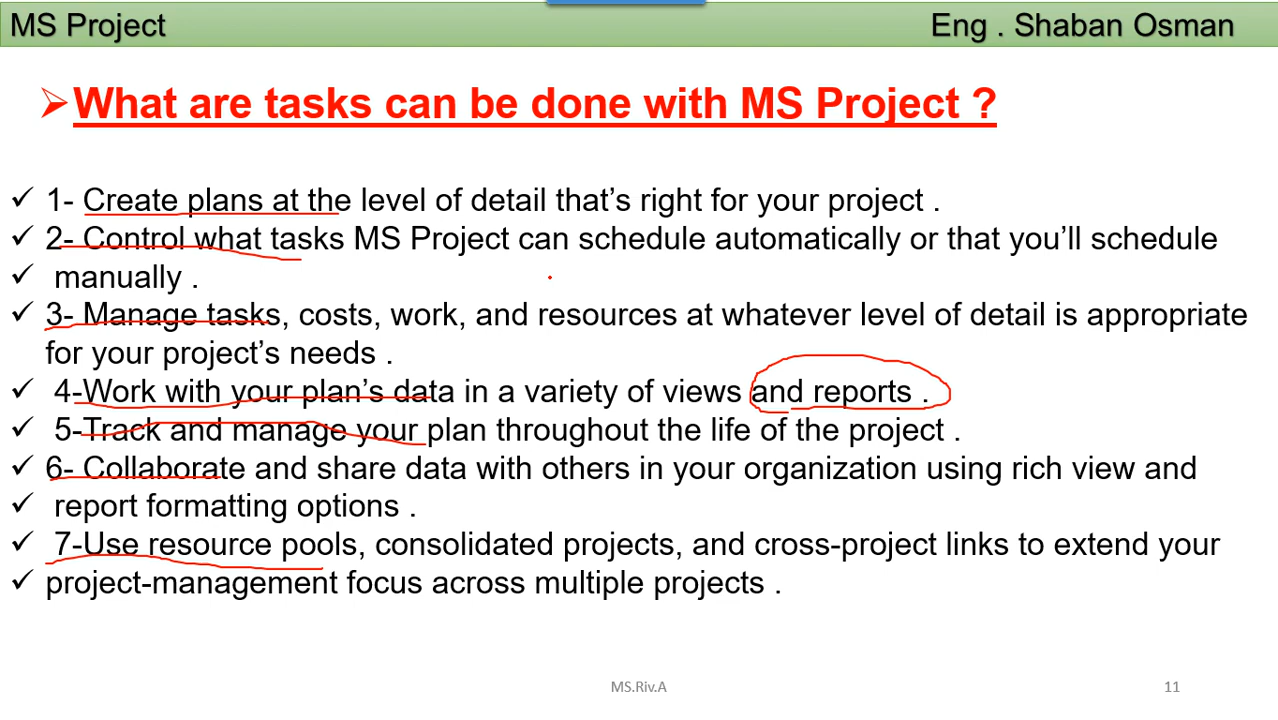 MS Project
Eng . Shaban Osman
➢What are tasks can be done with MS Project ?
✓ 1- Create plans at the level of detail that’s right for your project .
✓ 2- Control what tasks MS Project can schedule automatically or that you’ll schedule
✓ manually .
✓ 3- Manage tasks, costs, work, and resources at whatever level of detail is appropriate
for your project’s needs .
✓ 4-Work with your plan’s data in a variety of views and reports .
✓ 5-Track and manage your plan throughout the life of the project .
✓ 6- Collaborate and share data with others in your organization using rich view and
✓ report formatting options .
✓ 7-Use resource pools, consolidated projects, and cross-project links to extend your
✓ project-management focus across multiple projects .
MS.Riv.A
11